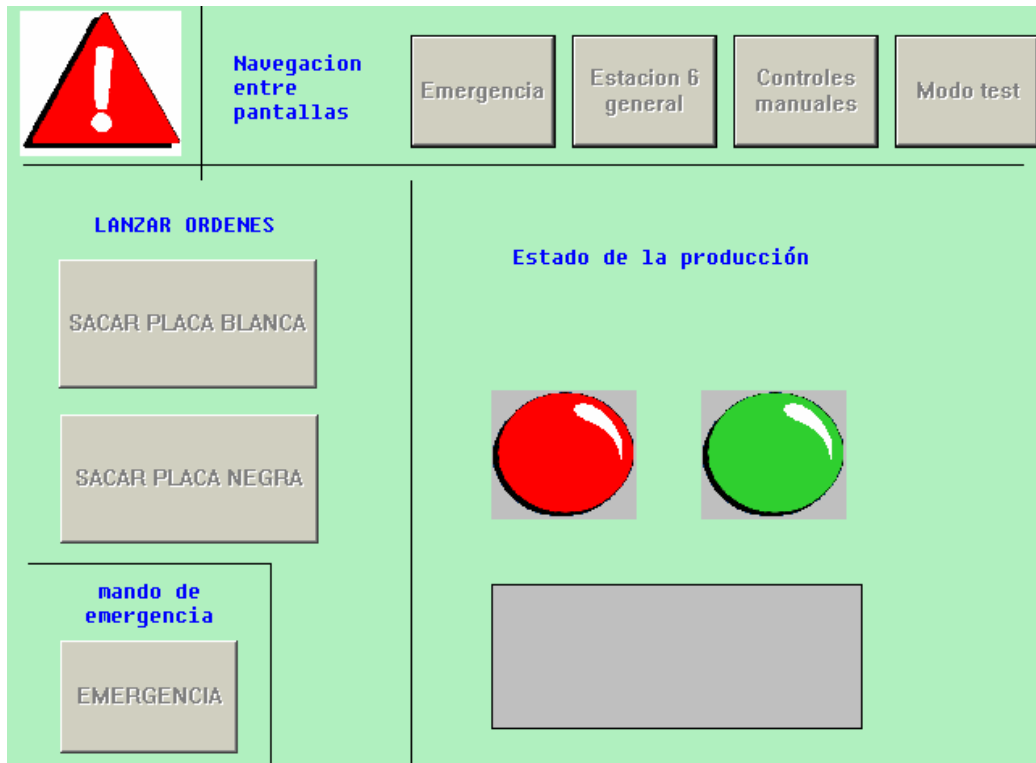 Navegacion
entre
pantallas
Emergencia
Estacion 6
general
Controles
manuales
Modo test
LANZAR ORDENES
SACAR PLACA BLANCA
SACAR PLACA NEGRA
mando de
emergencia
EMERGENCIA
Estado de la producción